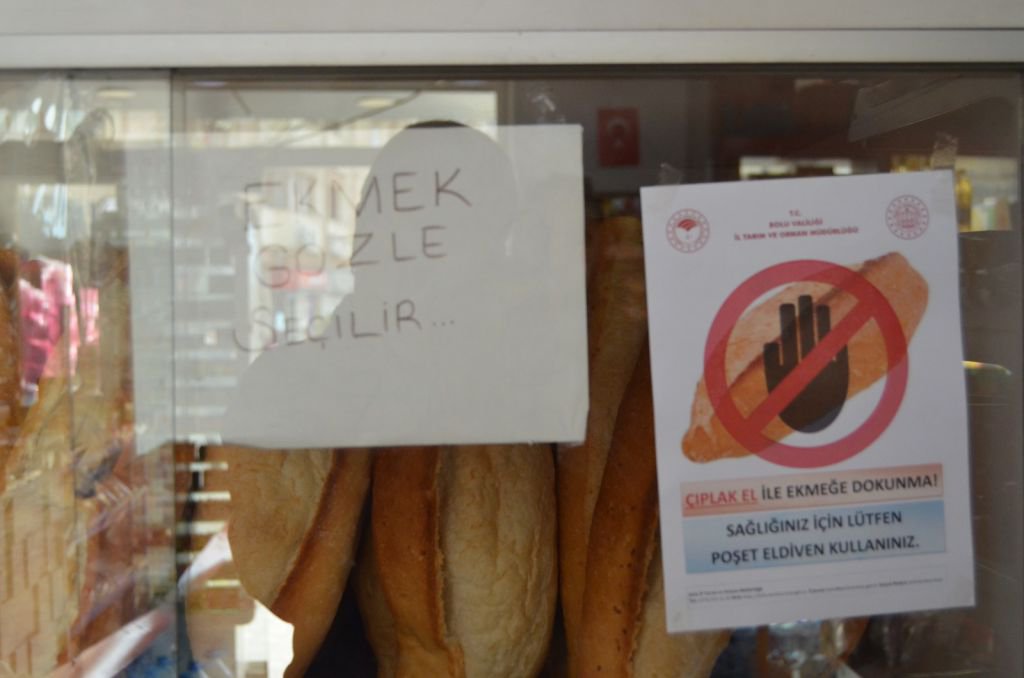 EKMEK
GÖZLE
SEÇİLİR...
T.C.
BOLU VALİLİĞİ
İL TARIM VE ORMAN MÜDÜRLÜĞÜ
ÇIPLAK EL İLE EKMEĞE DOKUNMA!
SAĞLIĞINIZ İÇİN LÜTFEN
POŞET ELDİVEN KULLANINIZ.